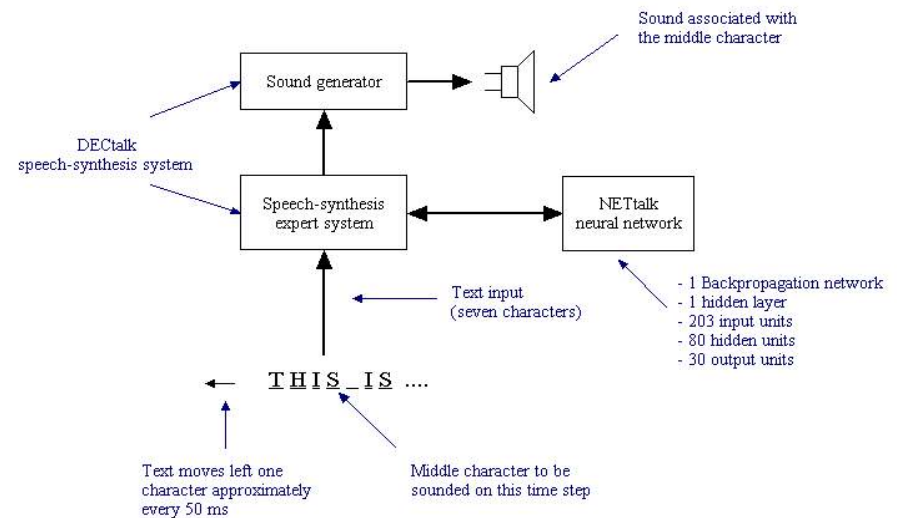 Sound associated with
the middle character
Sound generator
DECtalk
speech-synthesis system
Speech-synthesis
expert system
NETtalk
neural network
- 1 Backpropagation network
- 1 hidden layer
- 203 input units
- 80 hidden units
- 30 output units
Text input
(seven characters)
T H I S _ I S ....
Text moves left one
character approximately
every 50 ms
Middle character to be
sounded on this time step